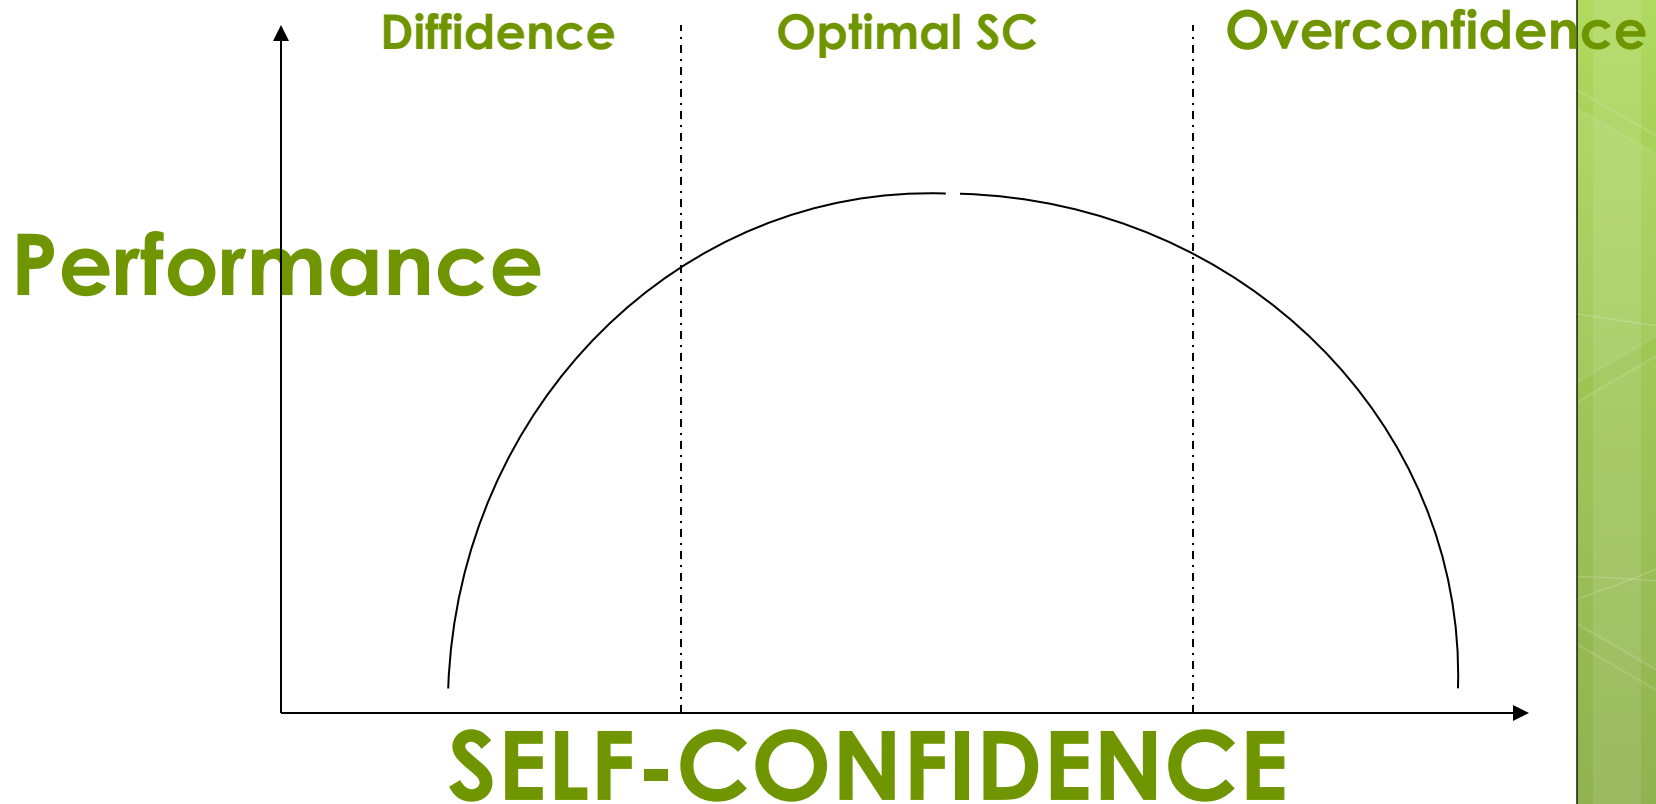 Diffidence
Optimal SC
Overconfidence
Performance
SELF-CONFIDENCE